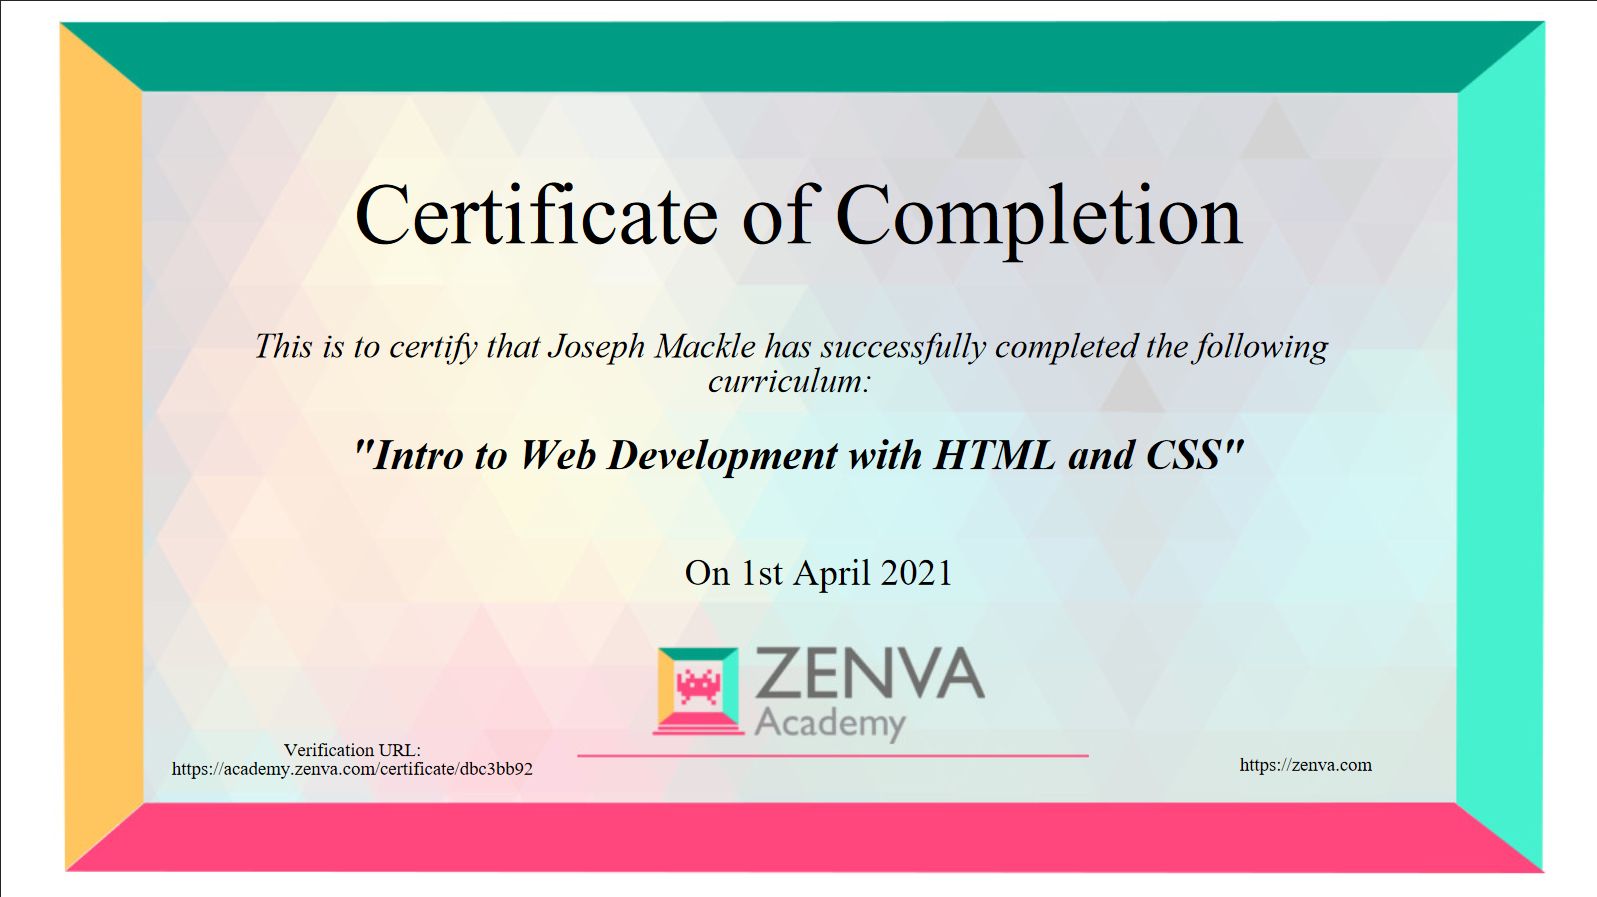 Certificate of Completion
This is to certify that Joseph Mackle has successfully completed the following
curriculum:
"Intro to Web Development with HTML and CSS"
On 1st April 2021
ZENVA
Academy
Verification URL:
https://academy.zenva.com/certificate/dbc3bb92
https://zenva.com